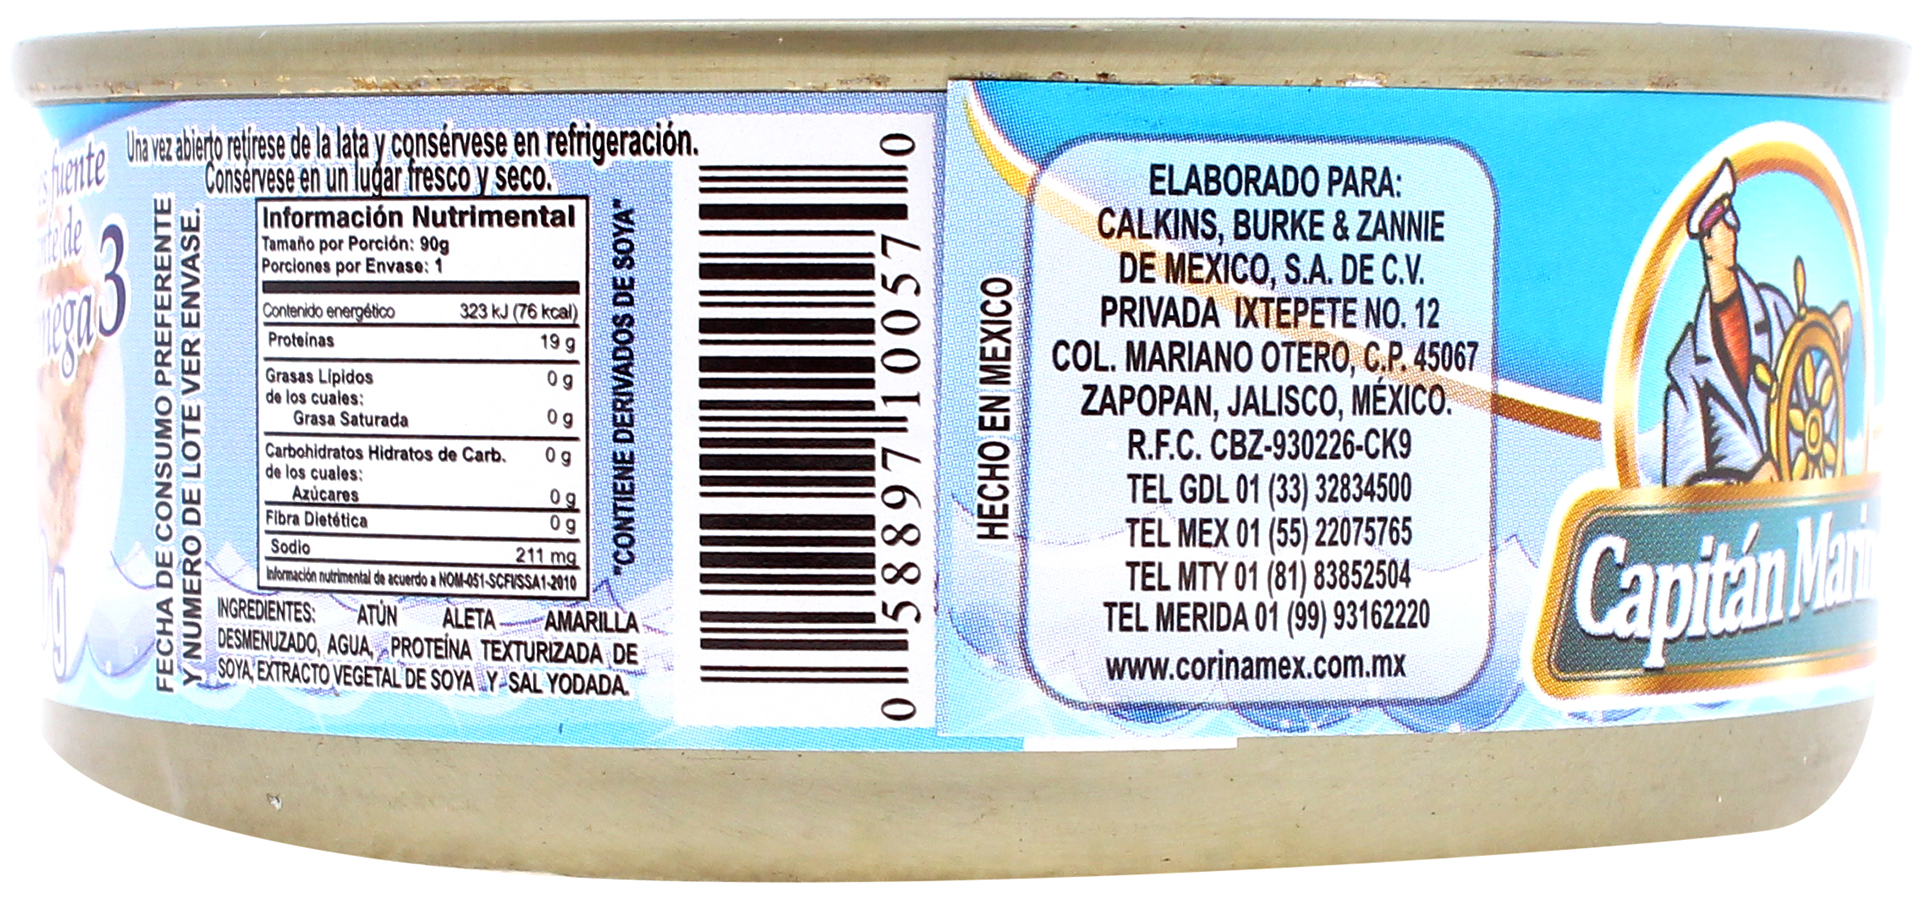 es fuente
de
3
Una vez abierto retírese de la lata y consérvese en refrigeración.
Consérvese en un lugar fresco y seco.
FECHA DE CONSUMO PREFERENTE
Y NUMERO DE LOTE VER ENVASE.
Información Nutrimental
Tamaño por Porción: 90g
Porciones por Envase: 1
Contenido energético 323 kJ (76 kcal)
Proteínas 19 g
Grasas Lípidos 0 g
de los cuales:
Grasa Saturada 0 g
Carbohidratos Hidratos de Carb. 0 g
de los cuales:
Azúcares 0 g
Fibra Dietética 0 g
Sodio 211 mg
Información nutrimental de acuerdo a NOM-051-SCFI/SSA1-2010
"CONTIENE DERIVADOS DE SOYA"
INGREDIENTES: ATÚN ALETA AMARILLA
DESMENUZADO, AGUA, PROTEÍNA TEXTURIZADA DE
SOYA, EXTRACTO VEGETAL DE SOYA Y SAL YODADA.
0 58897 10057 0
HECHO EN MEXICO
ELABORADO PARA:
CALKINS, BURKE & ZANNIE
DE MEXICO, S.A. DE C.V.
PRIVADA IXTEPETE NO. 12
COL. MARIANO OTERO, C.P. 45067
ZAPOPAN, JALISCO, MÉXICO.
R.F.C. CBZ-930226-CK9
TEL GDL 01 (33) 32834500
TEL MEX 01 (55) 22075765
TEL MTY 01 (81) 83852504
TEL MERIDA 01 (99) 93162220
www.corinamex.com.mx
Capitán Marin